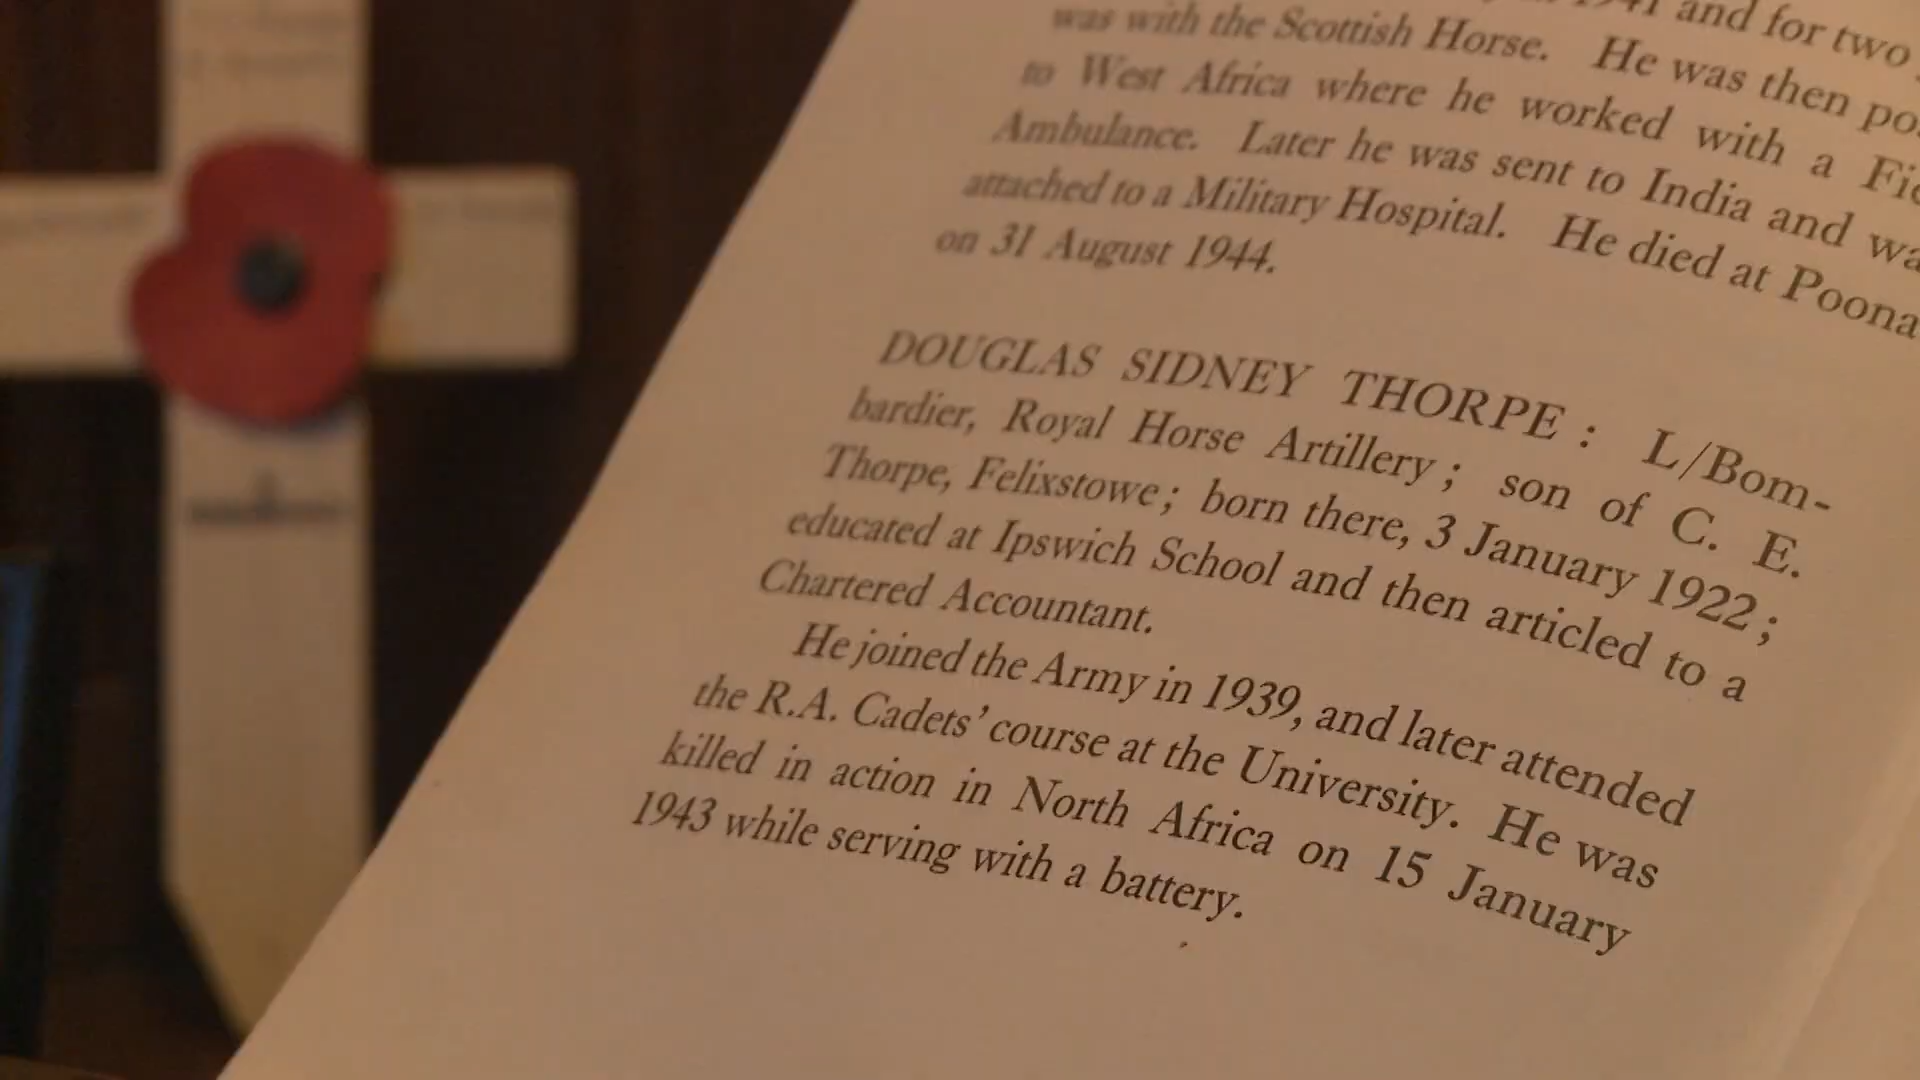 1941 and for two
was with the Scottish Horse. He was then
to West Africa where he worked with a
Ambulance. Later he was sent to India and
attached to a Military Hospital. He died at Poona
on 31 August 1944.
DOUGLAS SIDNEY THORPE : L/Bom-
bardier, Royal Horse Artillery ; son of C. E.
Thorpe, Felixstowe ; born there, 3 January 1922 ;
educated at Ipswich School and then articled to a
Chartered Accountant.
He joined the Army in 1939, and later attended
the R.A. Cadets' course at the University. He was
killed in action in North Africa on 15 January
1943 while serving with a battery.